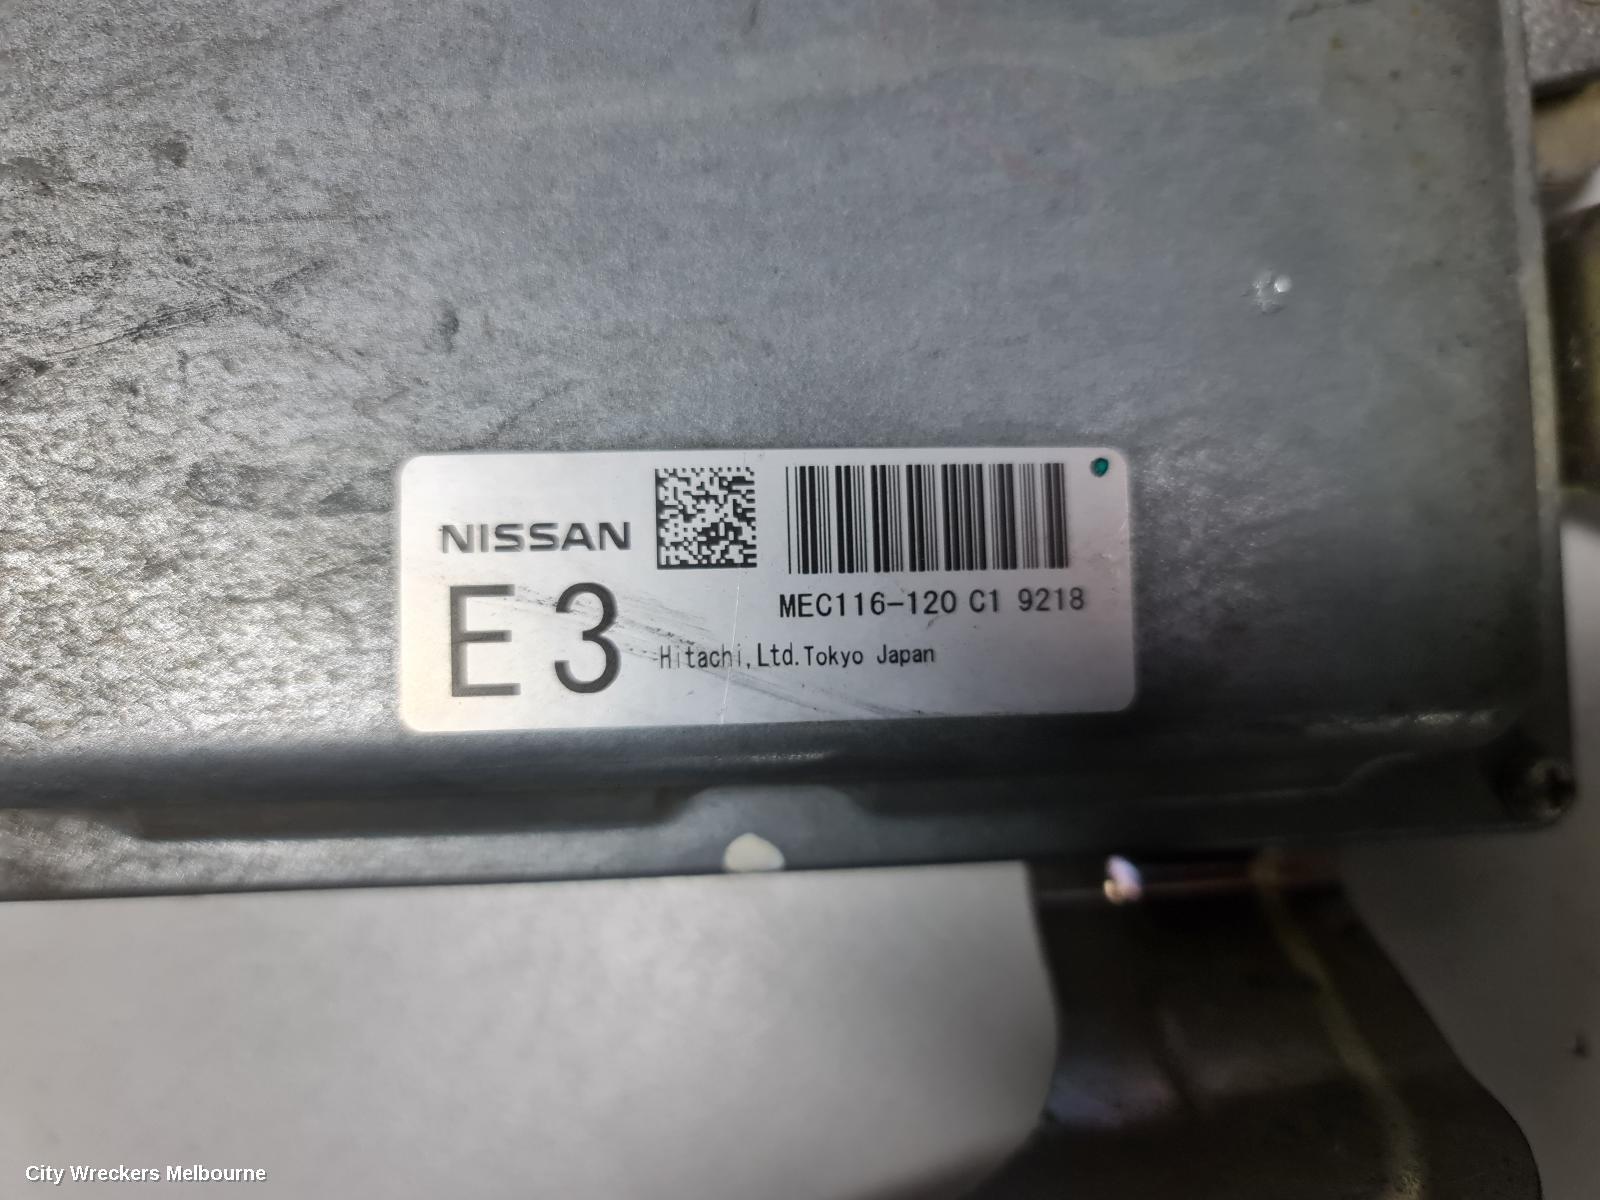 NISSAN
E3
MEC116-120 C1 9218
Hitachi,Ltd.Tokyo Japan
City Wreckers Melbourne